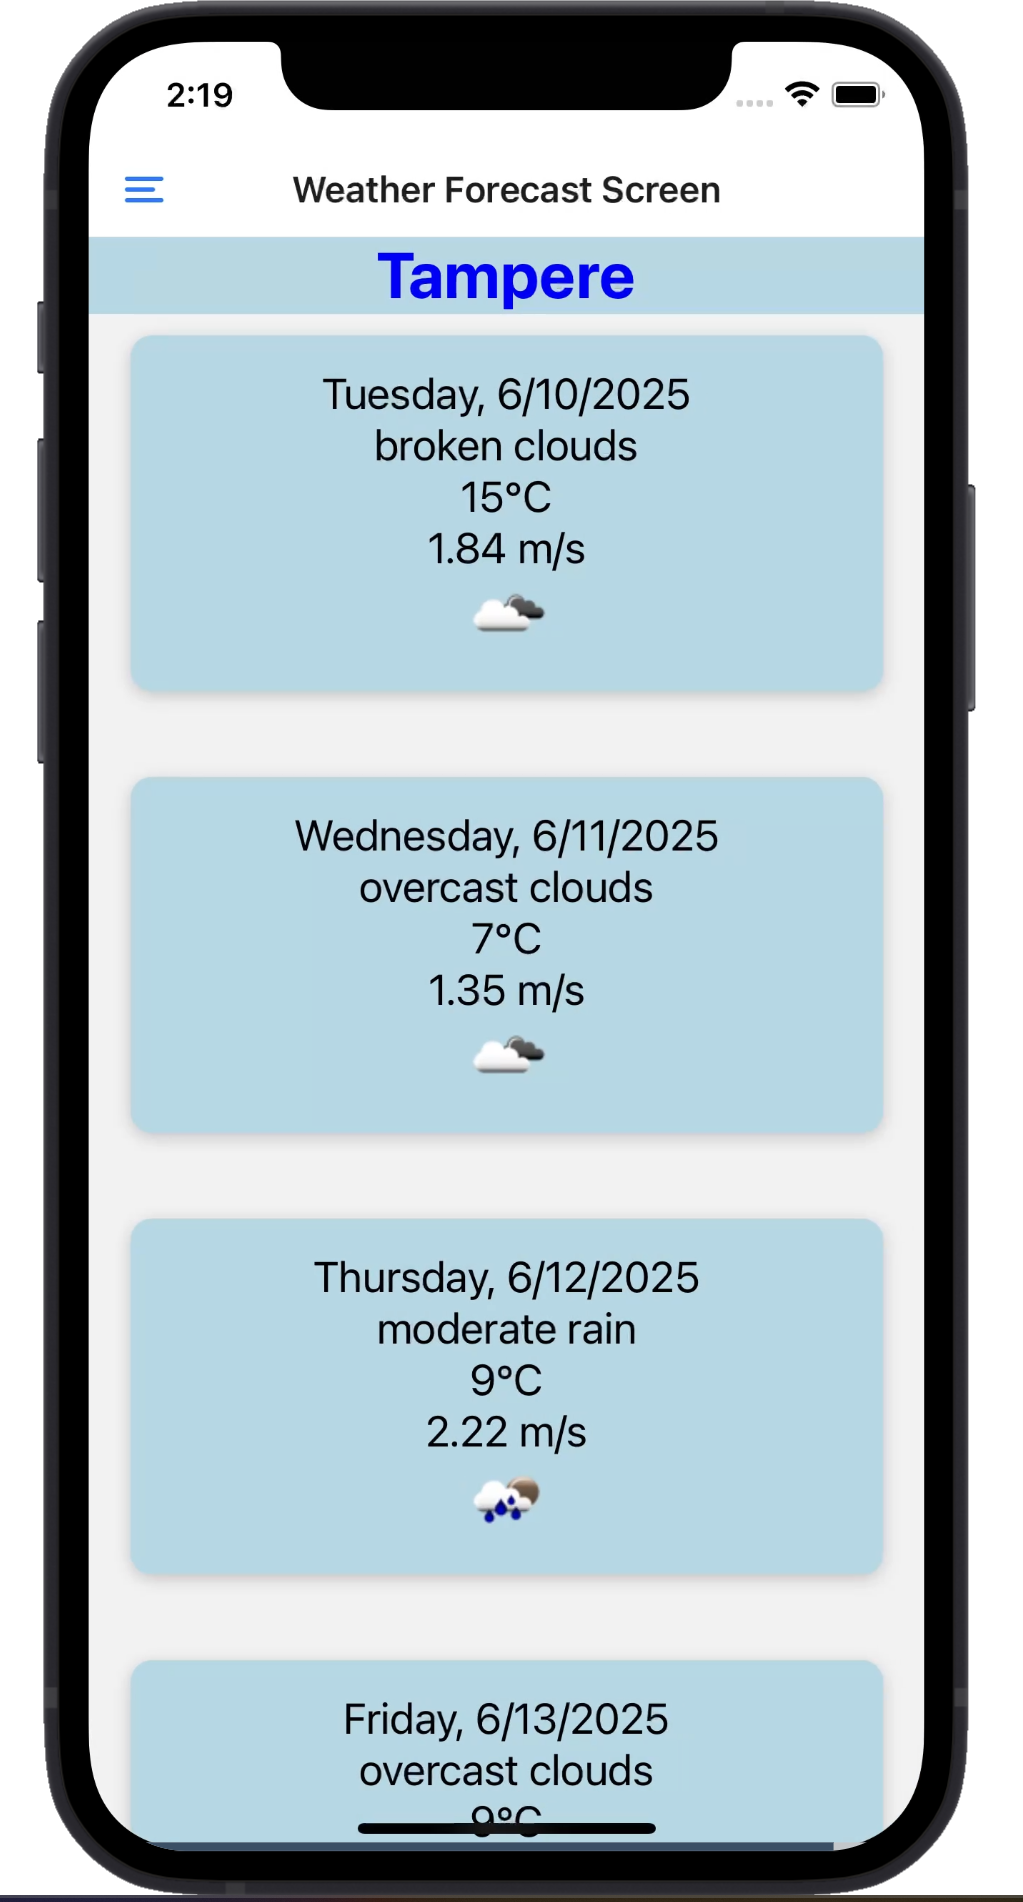 2:19
Weather Forecast Screen
Tampere
Tuesday, 6/10/2025
broken clouds
15°C
1.84 m/s
Wednesday, 6/11/2025
overcast clouds
7°C
1.35 m/s
Thursday, 6/12/2025
moderate rain
9°C
2.22 m/s
Friday, 6/13/2025
overcast clouds
9°C